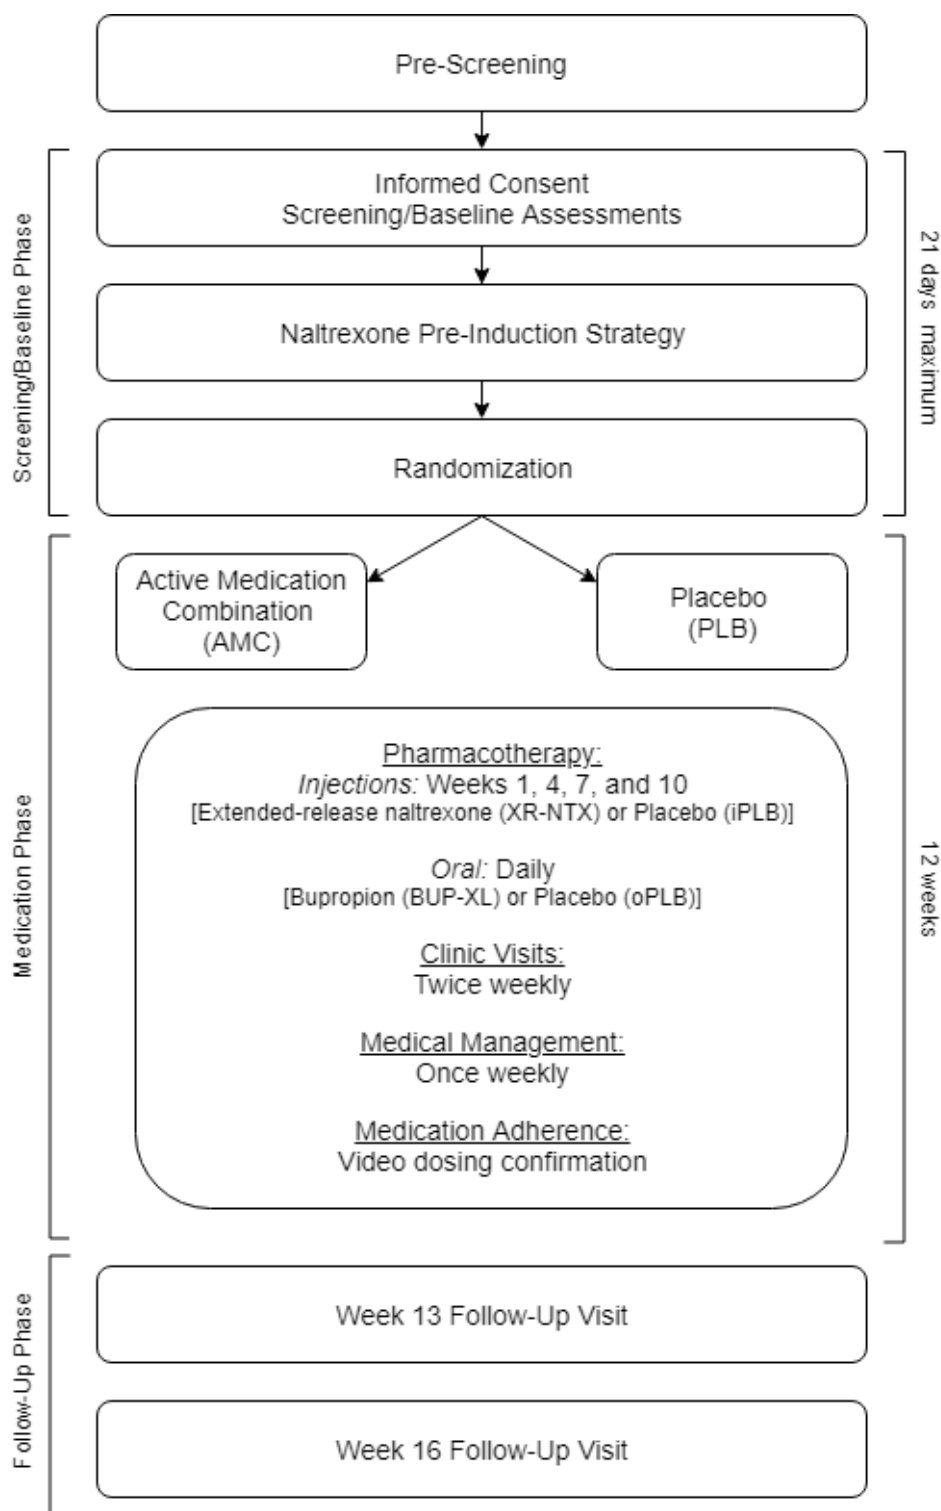 Pre-Screening
Screening/Baseline Phase
Informed Consent
Screening/Baseline Assessments
21 days maximum
Naltrexone Pre-Induction Strategy
Randomization
Medication Phase
Active Medication
Combination
(AMC)
Placebo
(PLB)
12 weeks
Pharmacotherapy:
Injections: Weeks 1, 4, 7, and 10
[Extended-release naltrexone (XR-NTX) or Placebo (iPLB)]
Oral: Daily
[Bupropion (BUP-XL) or Placebo (oPLB)]
Clinic Visits:
Twice weekly
Medical Management:
Once weekly
Medication Adherence:
Video dosing confirmation
Follow-Up Phase
Week 13 Follow-Up Visit
Week 16 Follow-Up Visit